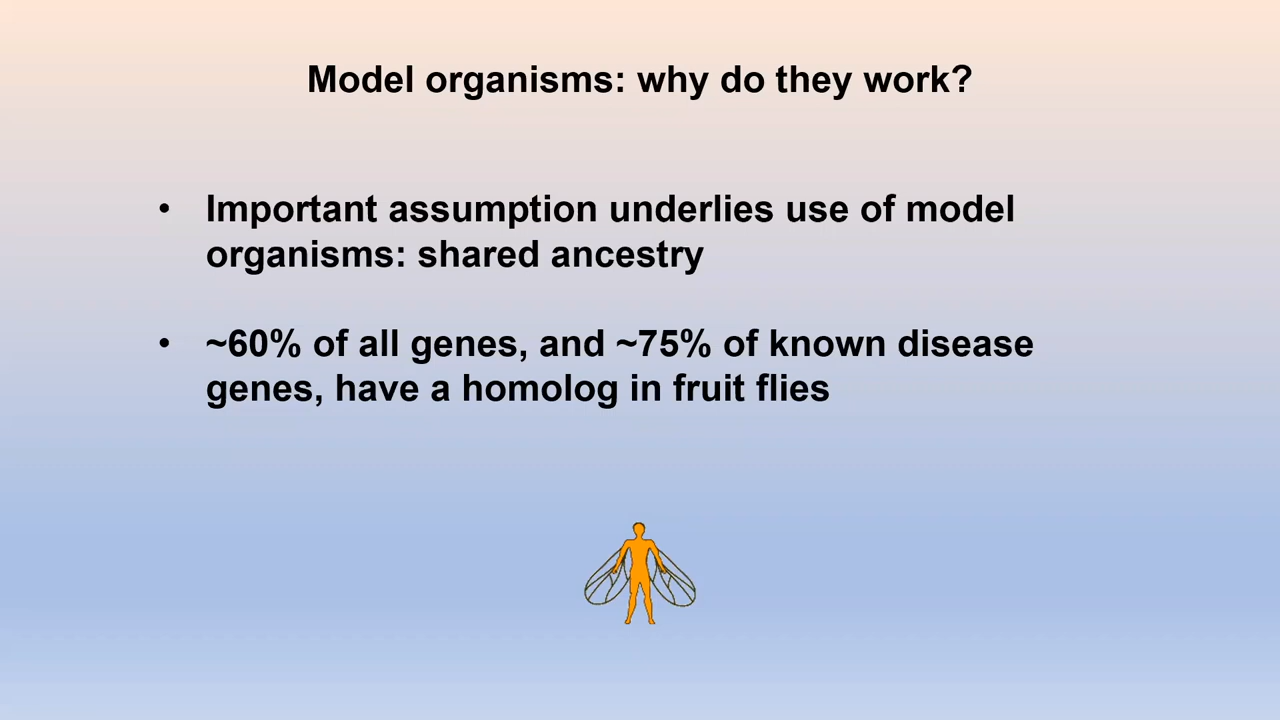 Model organisms: why do they work?
• Important assumption underlies use of model
organisms: shared ancestry
• ~60% of all genes, and ~75% of known disease
genes, have a homolog in fruit flies